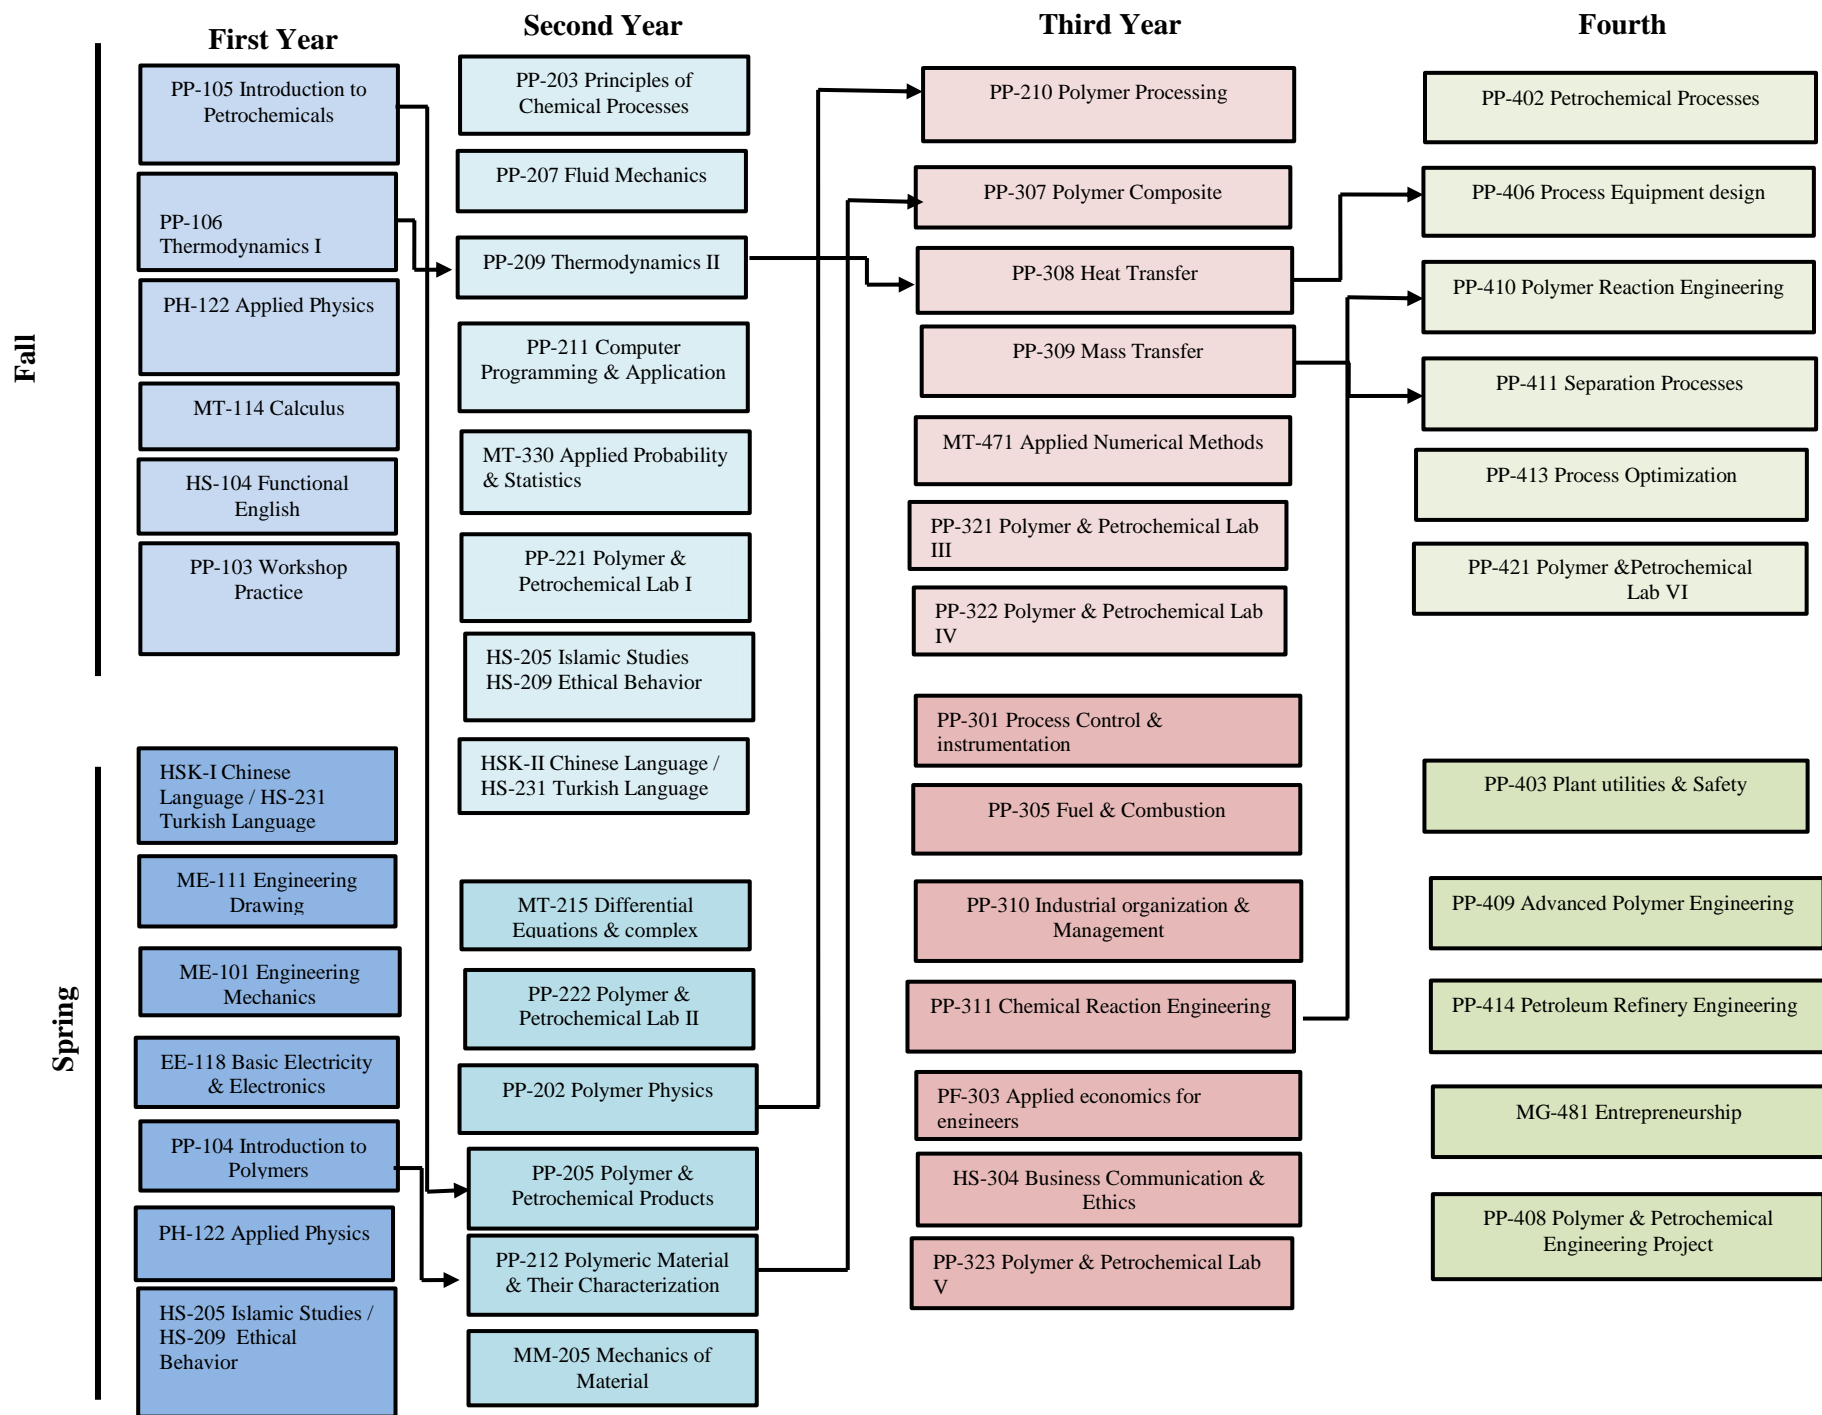 First Year
Second Year
Third Year
Fourth
Fall
PP-105 Introduction to
Petrochemicals
PP-106
Thermodynamics I
PH-122 Applied Physics
MT-114 Calculus
HS-104 Functional
English
PP-103 Workshop
Practice
PP-203 Principles of
Chemical Processes
PP-207 Fluid Mechanics
PP-209 Thermodynamics II
PP-211 Computer
Programming & Application
MT-330 Applied Probability
& Statistics
PP-221 Polymer &
Petrochemical Lab I
HS-205 Islamic Studies
HS-209 Ethical Behavior
HSK-II Chinese Language /
HS-231 Turkish Language
PP-210 Polymer Processing
PP-307 Polymer Composite
PP-308 Heat Transfer
PP-309 Mass Transfer
MT-471 Applied Numerical Methods
PP-321 Polymer & Petrochemical Lab
III
PP-322 Polymer & Petrochemical Lab
IV
PP-402 Petrochemical Processes
PP-406 Process Equipment design
PP-410 Polymer Reaction Engineering
PP-411 Separation Processes
PP-413 Process Optimization
PP-421 Polymer &Petrochemical
Lab VI
Spring
HSK-I Chinese
Language / HS-231
Turkish Language
ME-111 Engineering
Drawing
ME-101 Engineering
Mechanics
EE-118 Basic Electricity
& Electronics
PP-104 Introduction to
Polymers
PH-122 Applied Physics
HS-205 Islamic Studies /
HS-209 Ethical
Behavior
MT-215 Differential
Equations & complex
PP-222 Polymer &
Petrochemical Lab II
PP-202 Polymer Physics
PP-205 Polymer &
Petrochemical Products
PP-212 Polymeric Material
& Their Characterization
MM-205 Mechanics of
Material
PP-301 Process Control &
instrumentation
PP-305 Fuel & Combustion
PP-310 Industrial organization &
Management
PP-311 Chemical Reaction Engineering
PF-303 Applied economics for
engineers
HS-304 Business Communication &
Ethics
PP-323 Polymer & Petrochemical Lab
V
PP-403 Plant utilities & Safety
PP-409 Advanced Polymer Engineering
PP-414 Petroleum Refinery Engineering
MG-481 Entrepreneurship
PP-408 Polymer & Petrochemical
Engineering Project